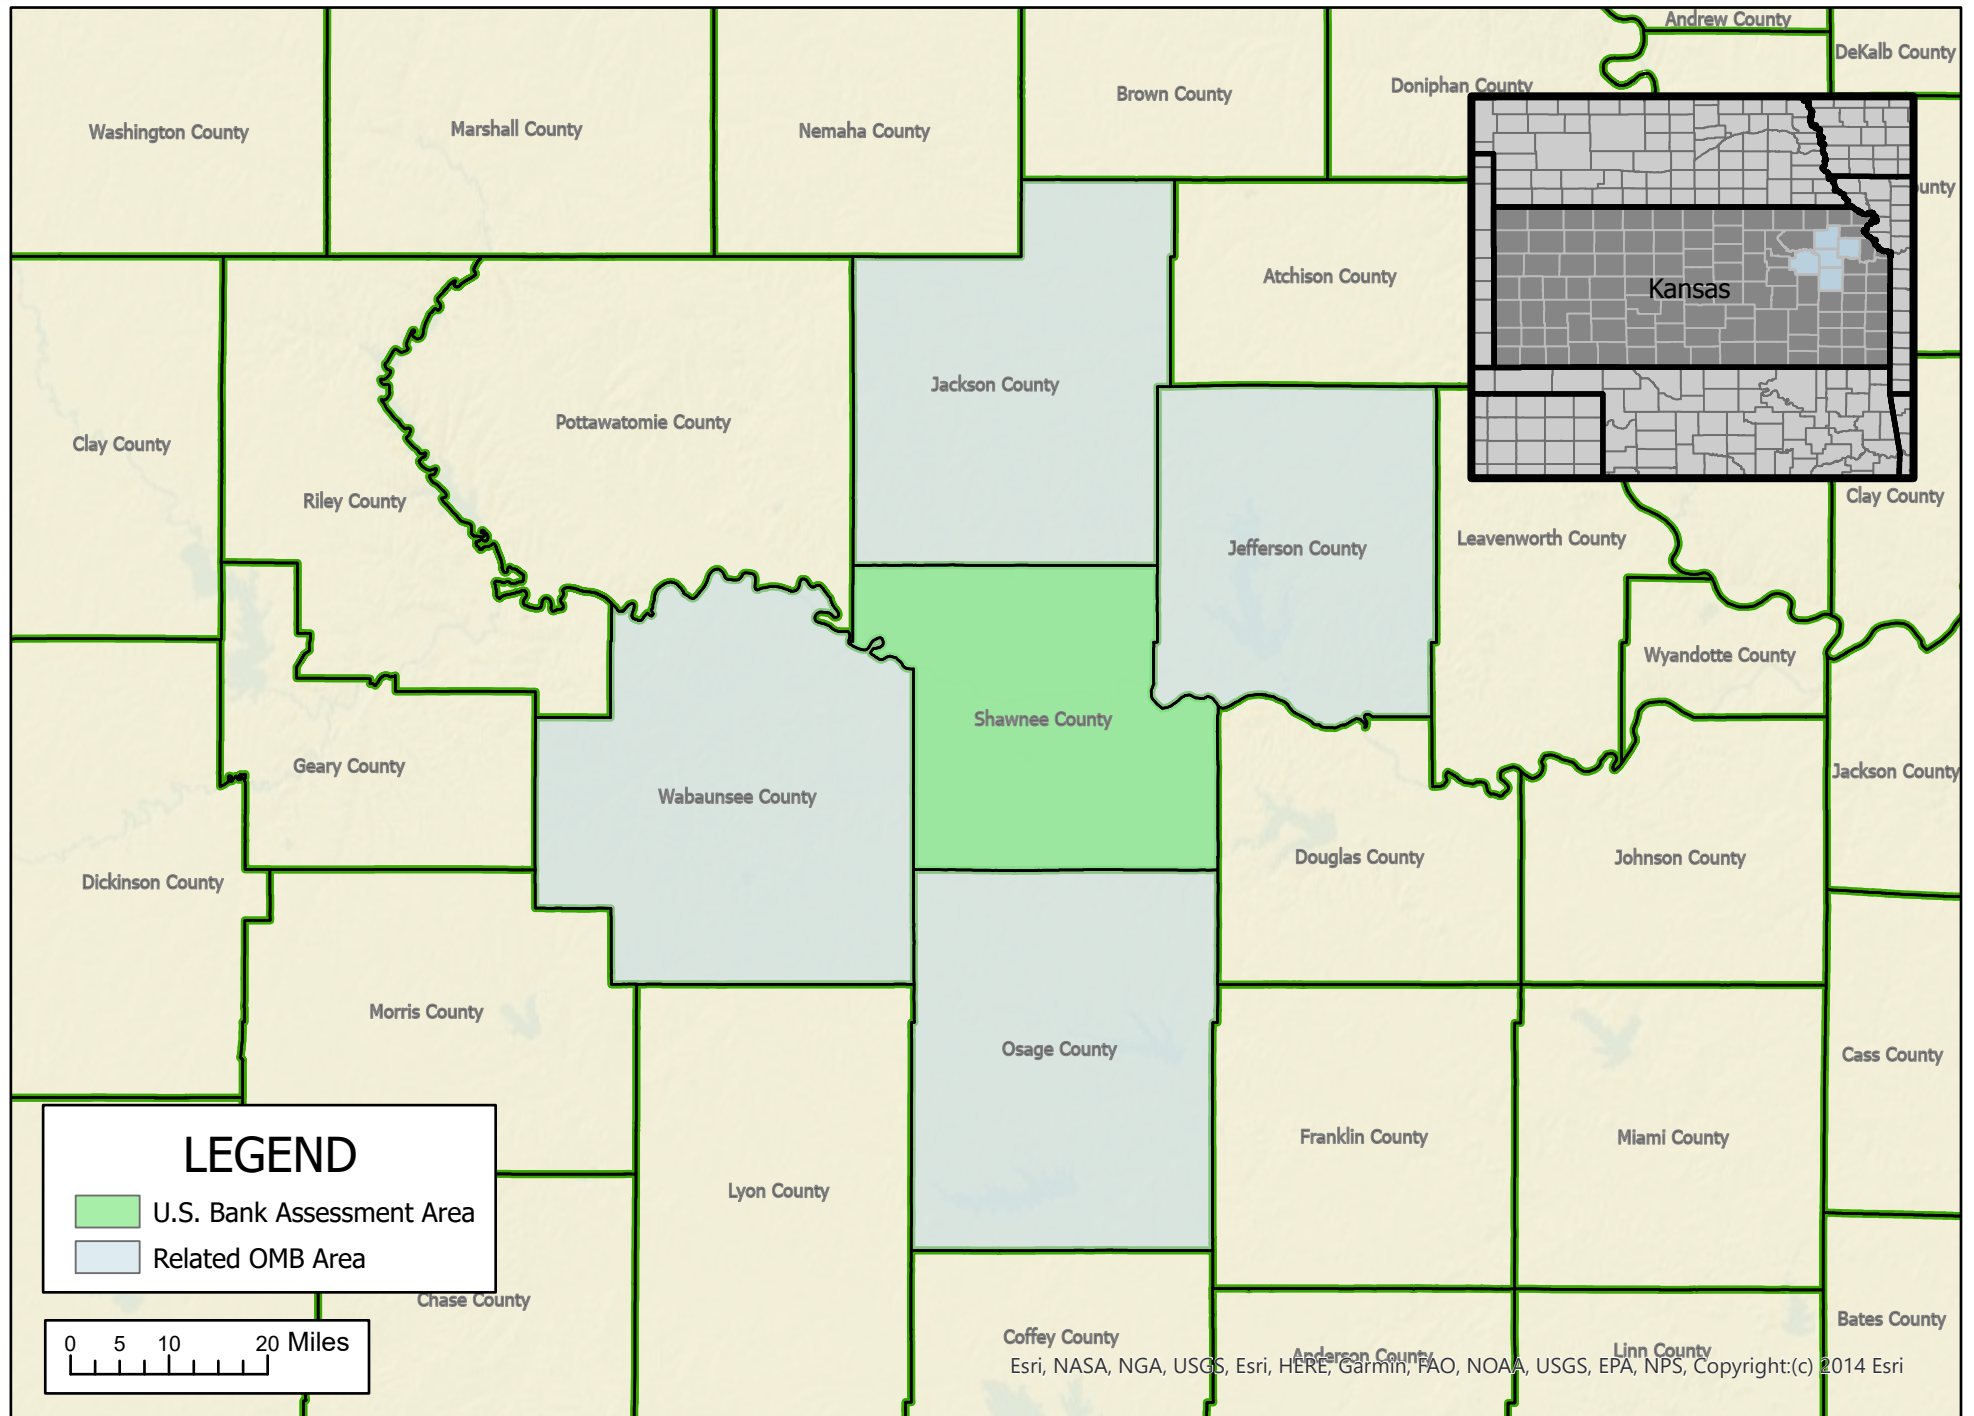 Andrew County
DeKalb County
Doniphan County
Brown County
Washington County
Marshall County
Nemaha County
unty
Atchison County
Kansas
Jackson County
Pottawatomie County
Clay County
Riley County
Clay County
Leavenworth County
Jefferson County
Wyandotte County
Shawnee County
Geary County
Jackson County
Wabaunsee County
Douglas County
Johnson County
Dickinson County
Morris County
Osage County
Cass County
Franklin County
Miami County
LEGEND
Lyon County
U.S. Bank Assessment Area
Related OMB Area
Chase County
Bates County
Coffey County
Anderson County
Linn County
0 5 10 20 Miles
Esri, NASA, NGA, USGS, Esri, HERE, Garmin, FAO, NOAA, USGS, EPA, NPS, Copyright:(c) 2014 Esri